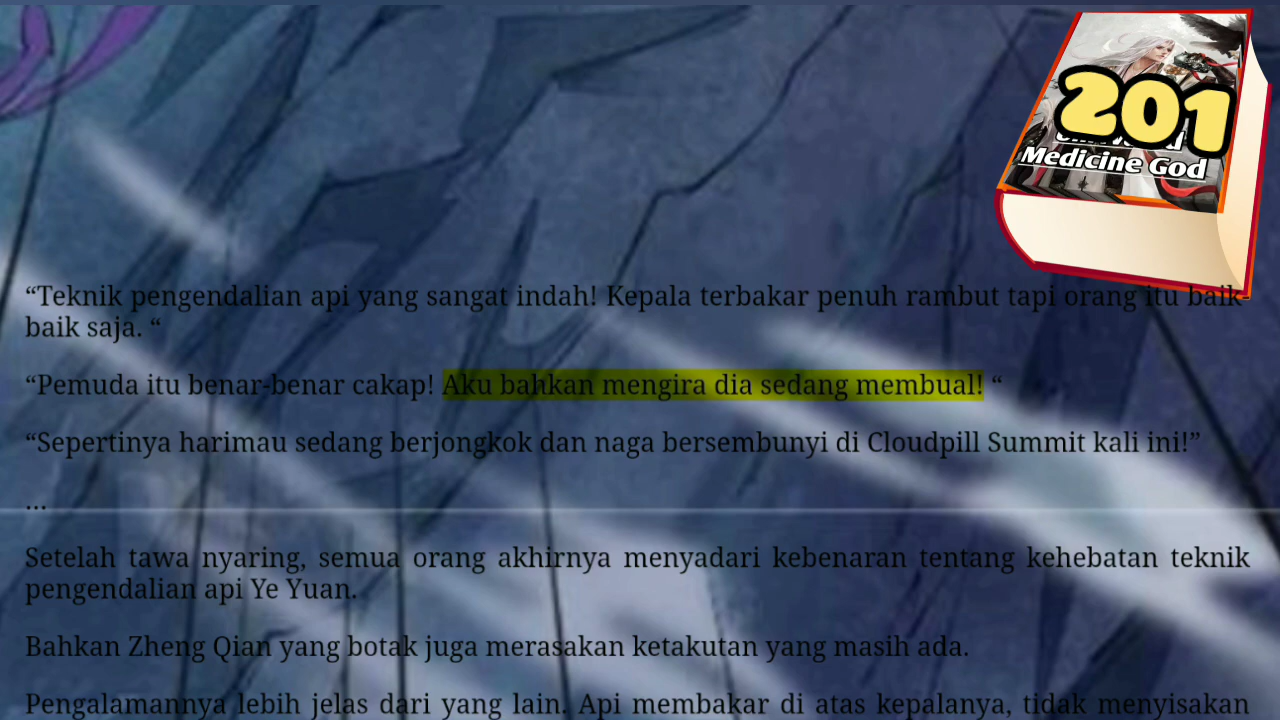 201
Medicine God
“Teknik pengendalian api yang sangat indah! Kepala terbakar penuh rambut tapi orang itu baik-
baik saja. “
“Pemuda itu benar-benar cakap! Aku bahkan mengira dia sedang membual! “
“Sepertinya harimau sedang berjongkok dan naga bersembunyi di Cloudpill Summit kali ini!”
...
Setelah tawa nyaring, semua orang akhirnya menyadari kebenaran tentang kehebatan teknik
pengendalian api Ye Yuan.
Bahkan Zheng Qian yang botak juga merasakan ketakutan yang masih ada.
Pengalamannya lebih jelas dari yang lain. Api membakar di atas kepalanya, tidak menyisakan